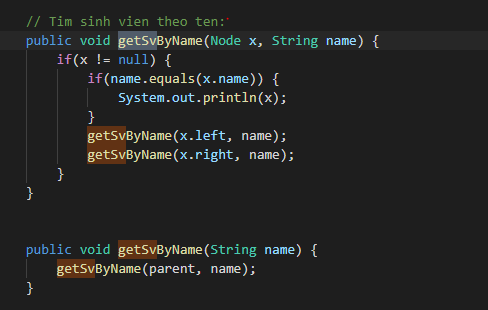 // Tim sinh vien theo ten:
public void getSvByName(Node x, String name) {
    if(x != null) {
        if(name.equals(x.name)) {
            System.out.println(x);
        }
        getSvByName(x.left, name);
        getSvByName(x.right, name);
    }
}
public void getSvByName(String name) {
    getSvByName(parent, name);
}